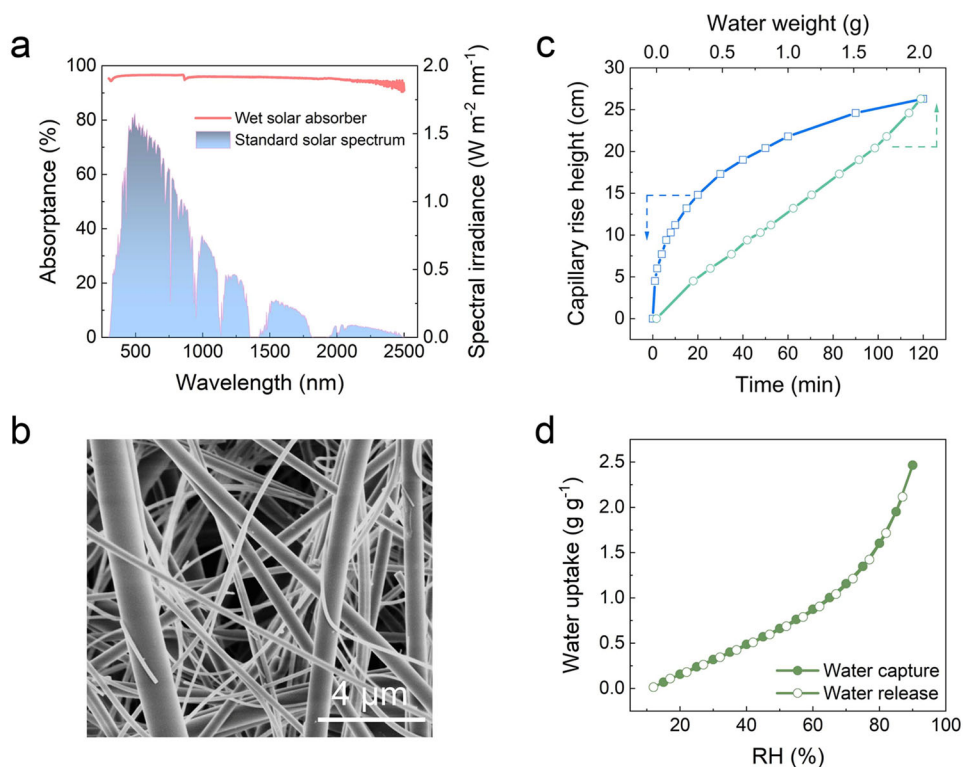 a
Absorptance (%)
100
80
60
40
20
0
Wet solar absorber
Standard solar spectrum
2.0
1.5
1.0
0.5
0.0
Spectral irradiance (W m⁻² nm⁻¹)
500 1000 1500 2000 2500
Wavelength (nm)
b
4 μm
c
Water weight (g)
0.0 0.5 1.0 1.5 2.0
Capillary rise height (cm)
30
25
20
15
10
5
0
0 20 40 60 80 100 120
Time (min)
d
Water uptake (g g⁻¹)
2.5
2.0
1.5
1.0
0.5
0.0
Water capture
Water release
20 40 60 80 100
RH (%)